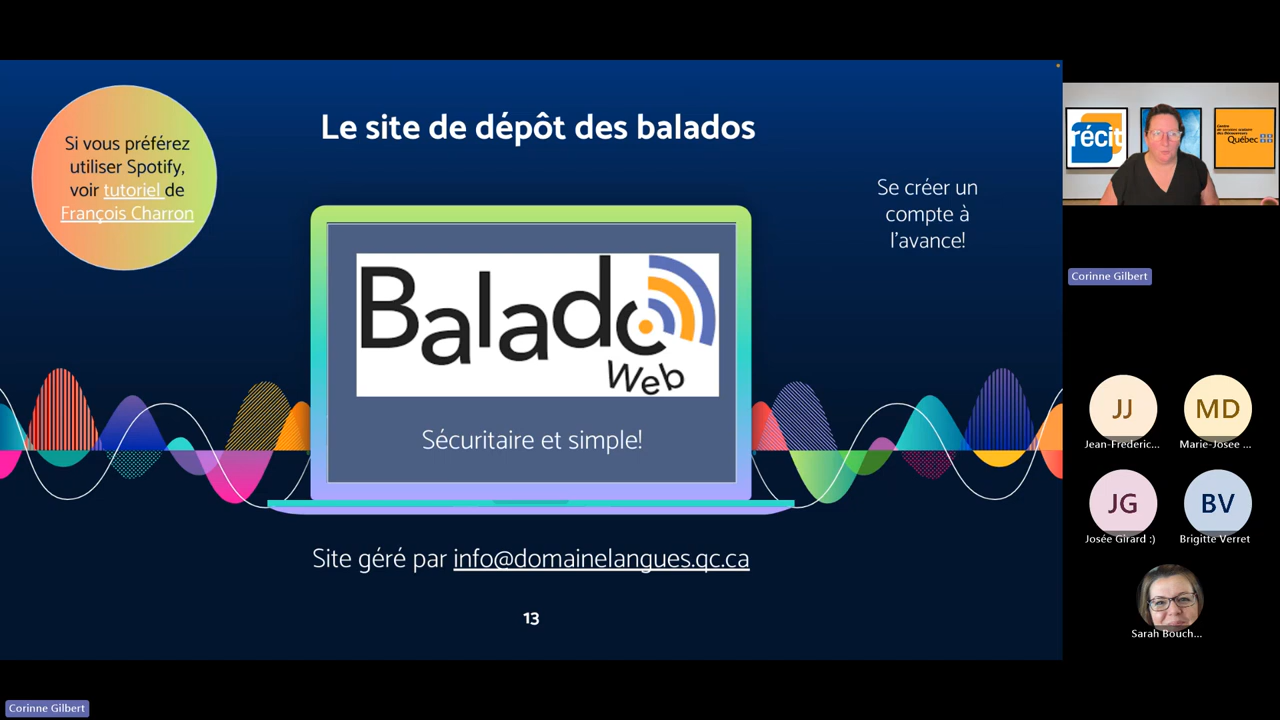 Si vous préférez
utiliser Spotify,
voir tutoriel de
François Charron
Le site de dépôt des balados
Se créer un
compte à
l'avance!
Balado
Web
Sécuritaire et simple!
Site géré par info@domainelangues.qc.ca
13
récit
Québec
Corinne Gilbert
JJ
MD
Jean-Frederic...
Marie-Josee ...
JG
BV
Josée Girard :)
Brigitte Verret
Sarah Bouch...
Corinne Gilbert